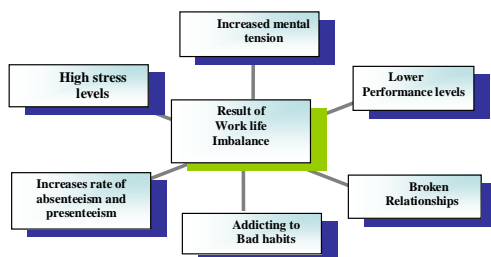 Increased mental
tension
High stress
levels
Lower
Performance levels
Result of
Work life
Imbalance
Increases rate of
absenteeism and
presenteeism
Broken
Relationships
Addicting to
Bad habits